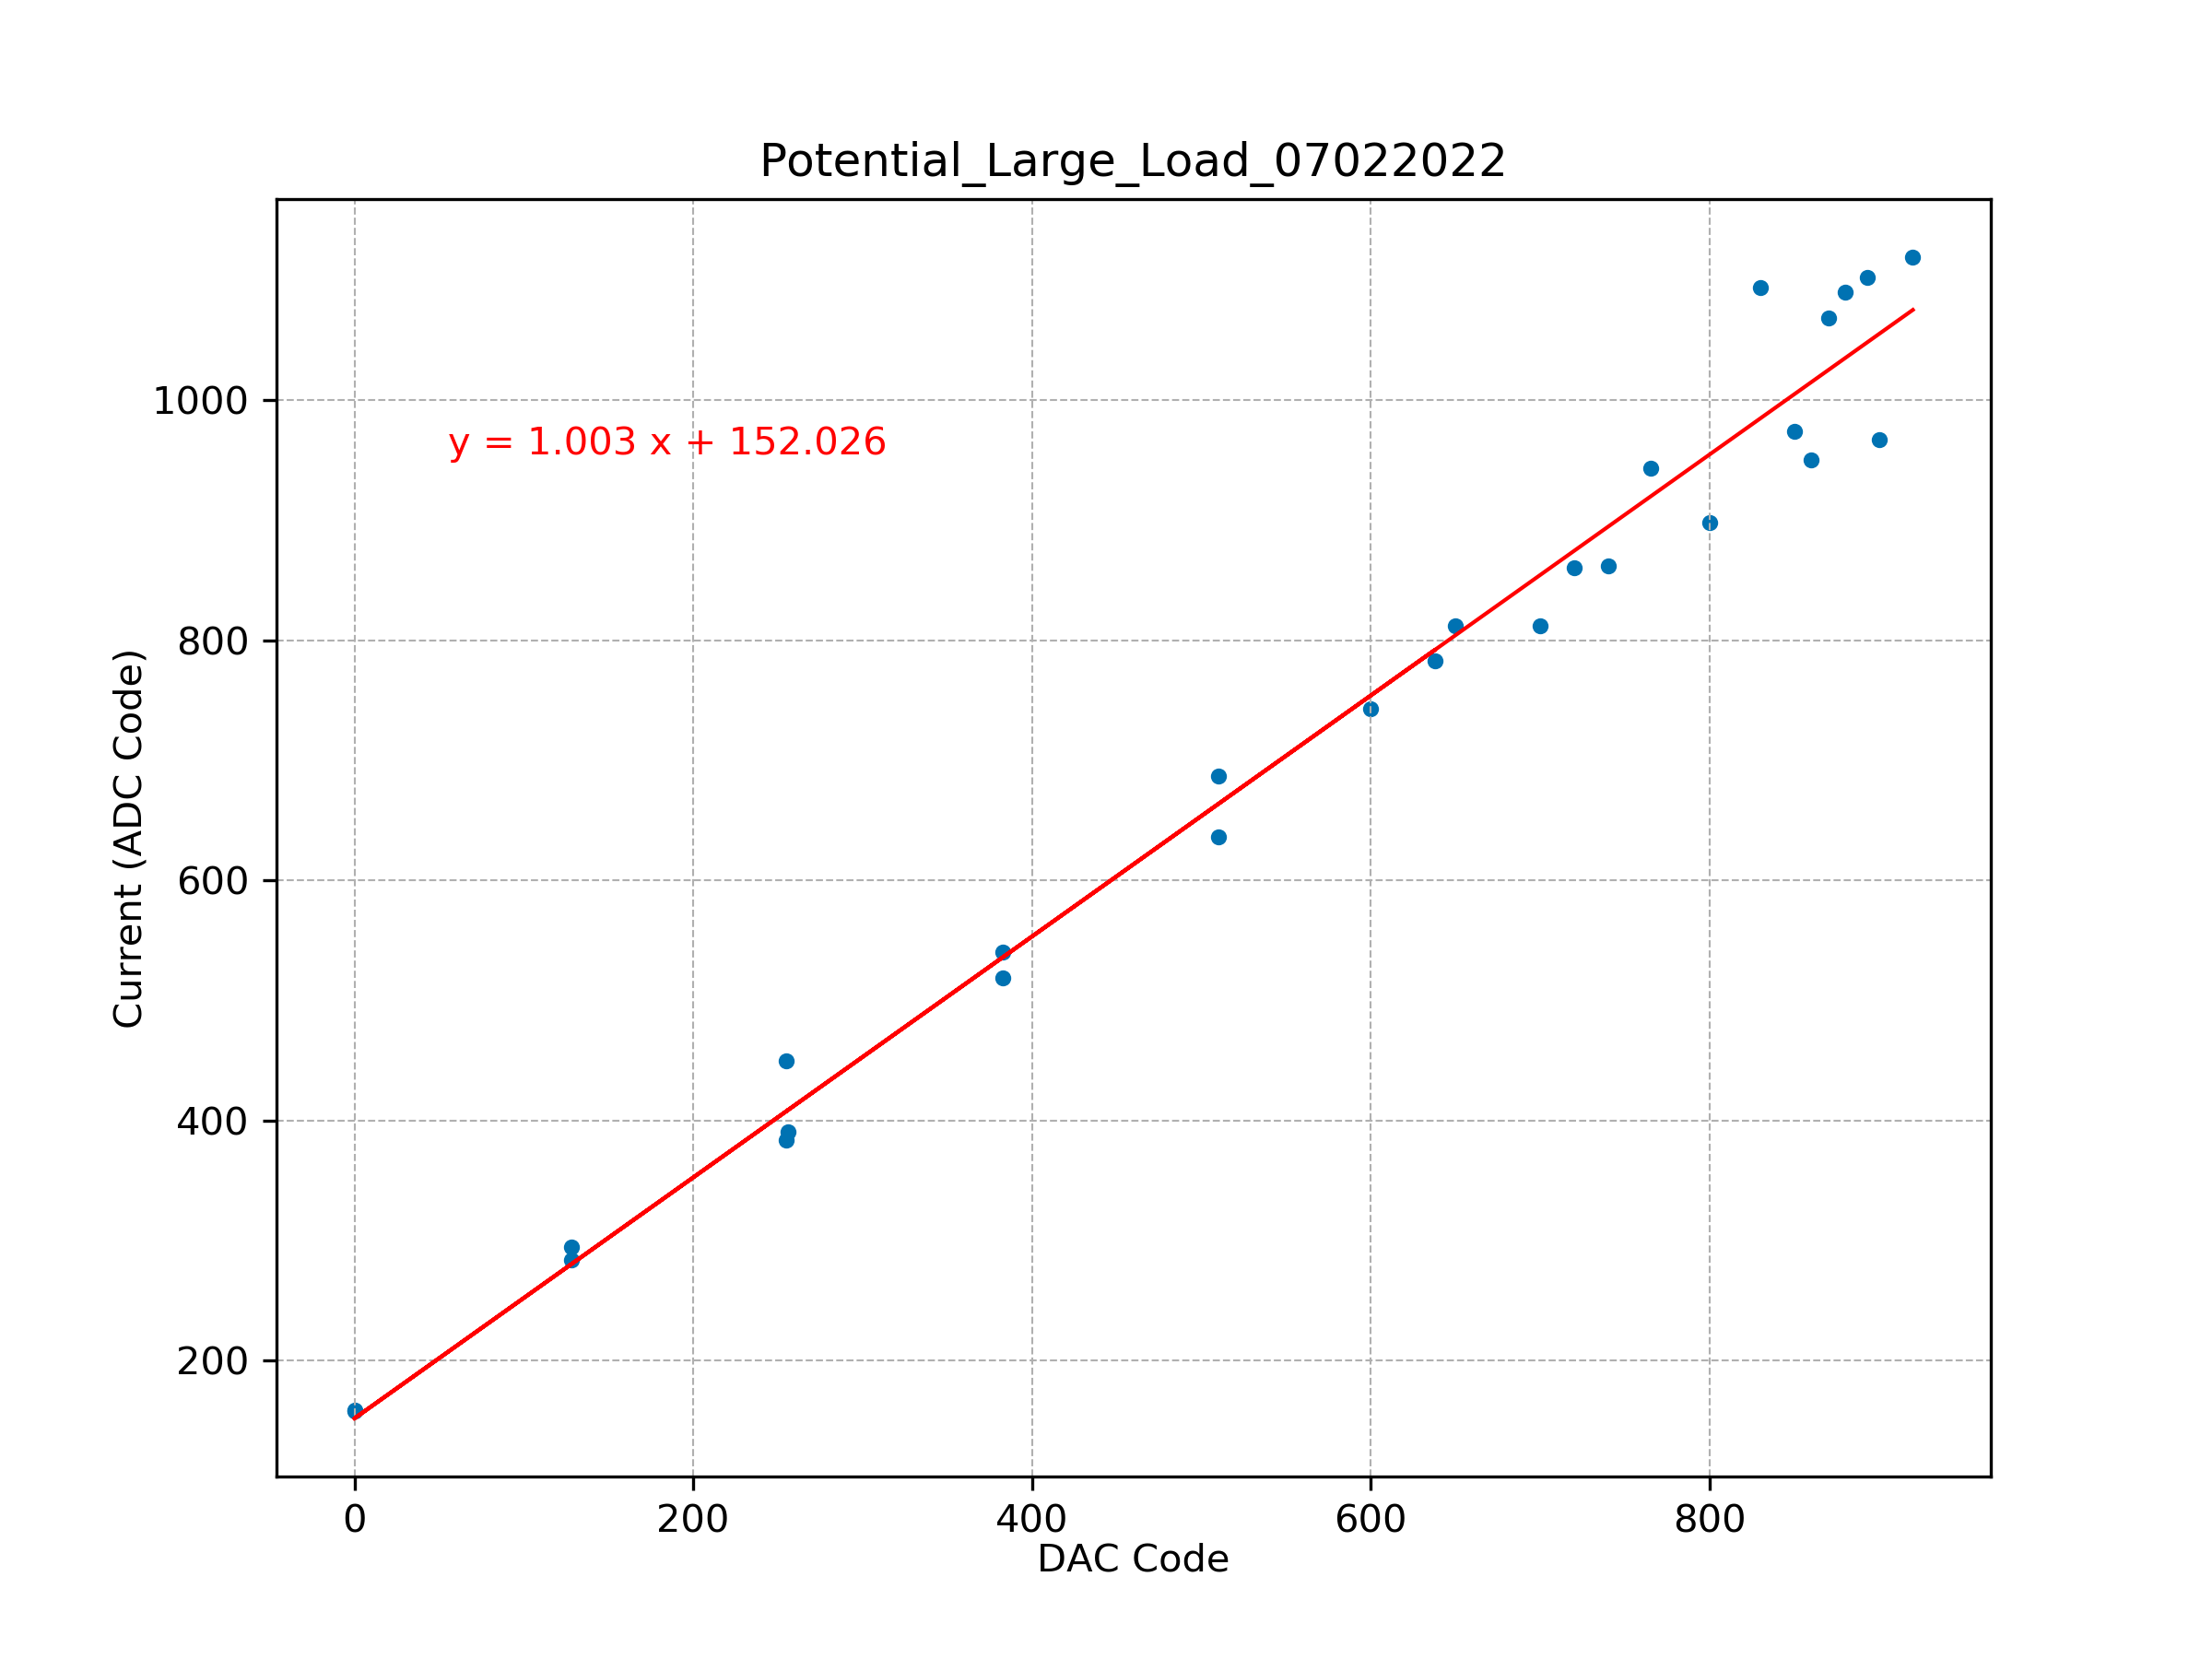 Potential_Large_Load_07022022
1000
800
600
400
200
Current (ADC Code)
y = 1.003 x + 152.026
0 200 400 600 800
DAC Code